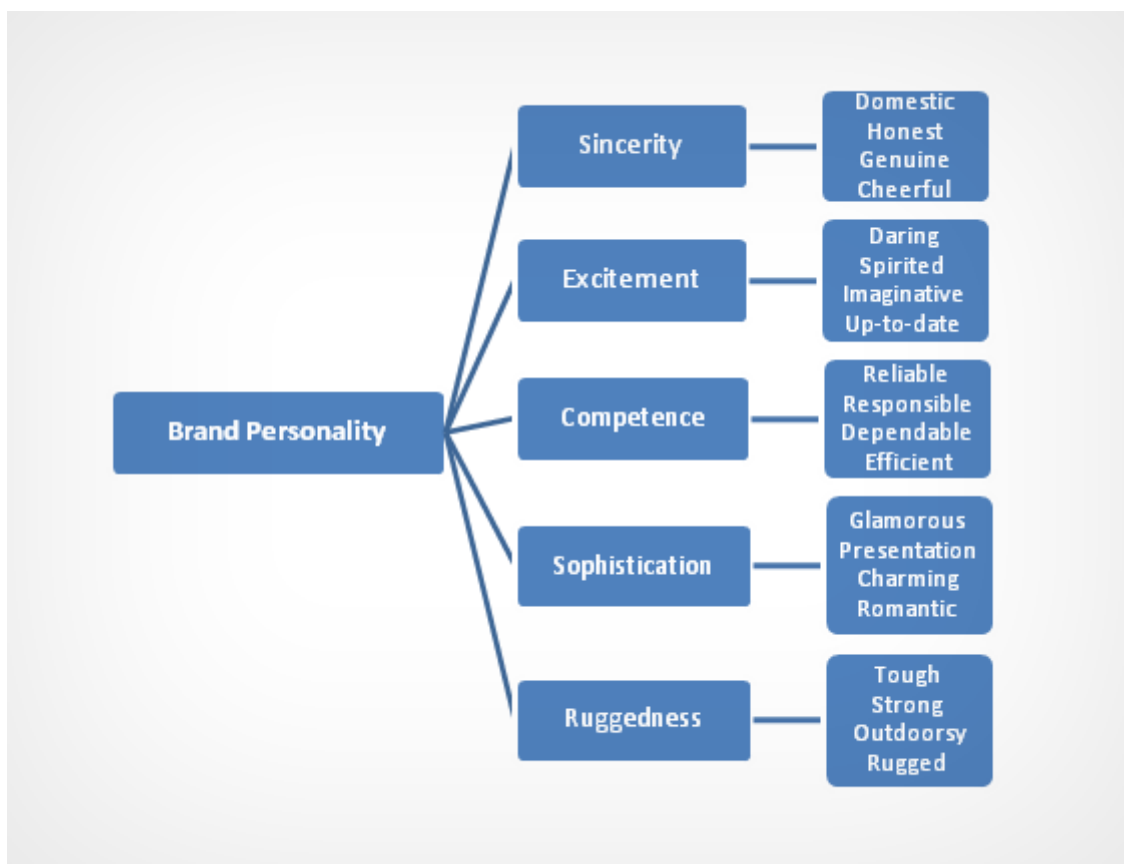 Brand Personality
Sincerity
Domestic
Honest
Genuine
Cheerful
Excitement
Daring
Spirited
Imaginative
Up-to-date
Competence
Reliable
Responsible
Dependable
Efficient
Sophistication
Glamorous
Presentation
Charming
Romantic
Ruggedness
Tough
Strong
Outdoorsy
Rugged